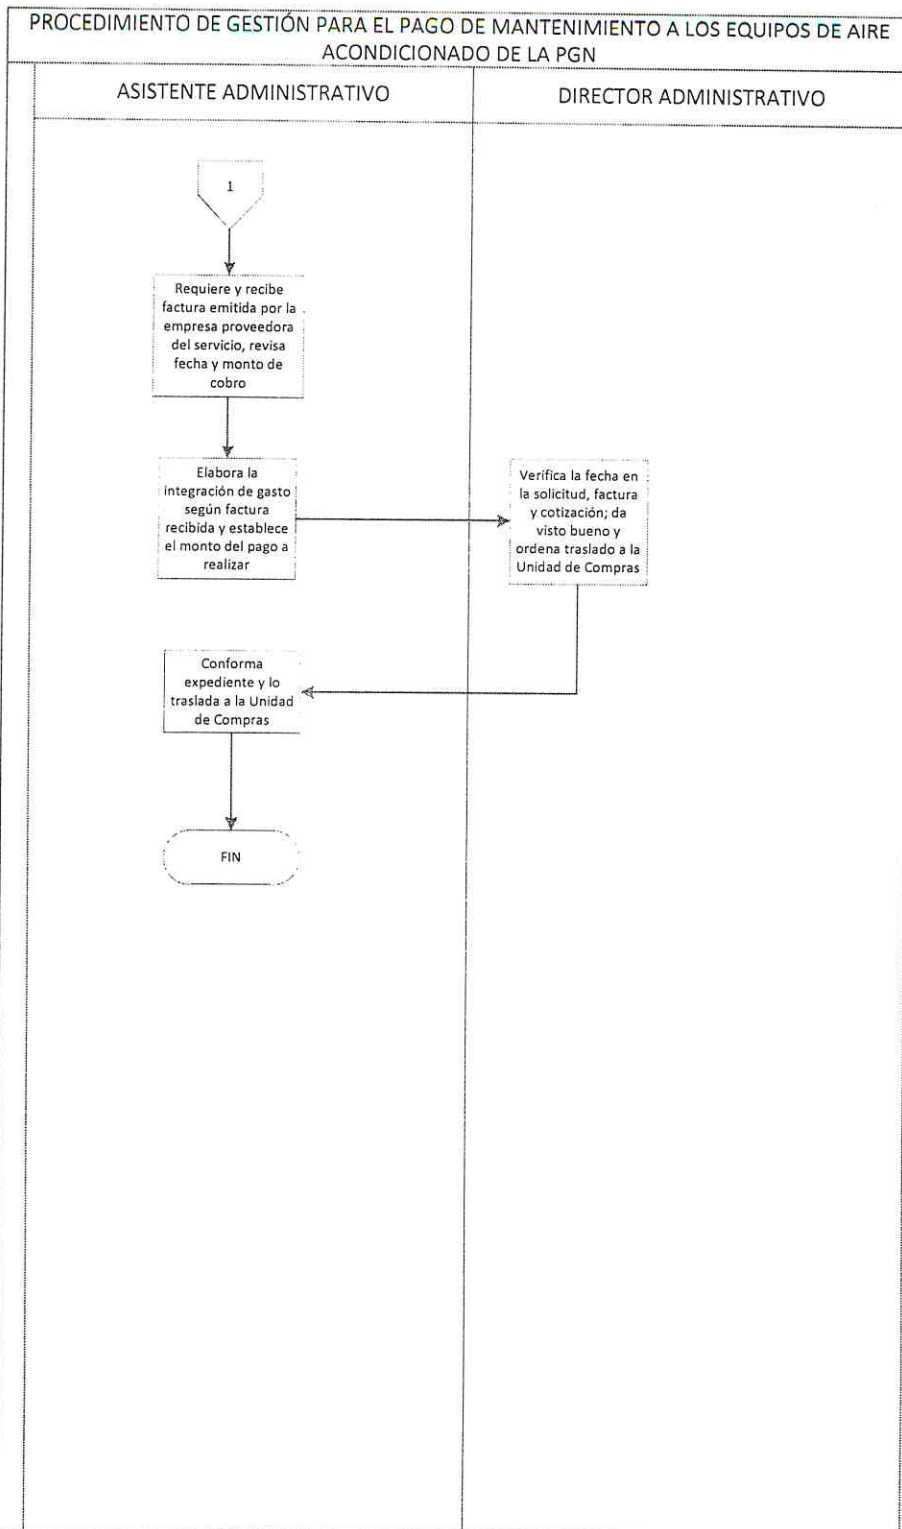 PROCEDIMIENTO DE GESTIÓN PARA EL PAGO DE MANTENIMIENTO A LOS EQUIPOS DE AIRE
ACONDICIONADO DE LA PGN
ASISTENTE ADMINISTRATIVO
DIRECTOR ADMINISTRATIVO
1
Requiere y recibe
factura emitida por la
empresa proveedora
del servicio, revisa
fecha y monto de
cobro
Elabora la
integración de gasto
según factura
recibida y establece
el monto del pago a
realizar
Verifica la fecha en
la solicitud, factura
y cotización; da
visto bueno y
ordena traslado a la
Unidad de Compras
Conforma
expediente y lo
traslada a la Unidad
de Compras
FIN